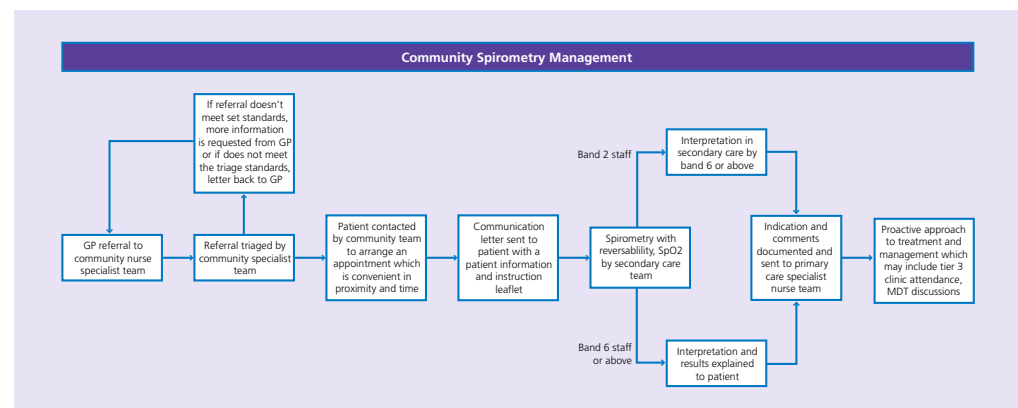 Community Spirometry Management
If referral doesn't
meet set standards,
more information
is requested from GP
or if does not meet
the triage standards,
letter back to GP
GP referral to
community nurse
specialist team
Referral triaged by
community specialist
team
Patient contacted
by community team
to arrange an
appointment which
is convenient in
proximity and time
Communication
letter sent to
patient with a
patient information
and instruction
leaflet
Spirometry with
reversablility, SpO2
by secondary care
team
Band 2 staff
Interpretation in
secondary care by
band 6 or above
Band 6 staff
or above
Interpretation and
results explained
to patient
Indication and
comments
documented and
sent to primary
care specialist
nurse team
Proactive approach
to treatment and
management which
may include tier 3
clinic attendance,
MDT discussions